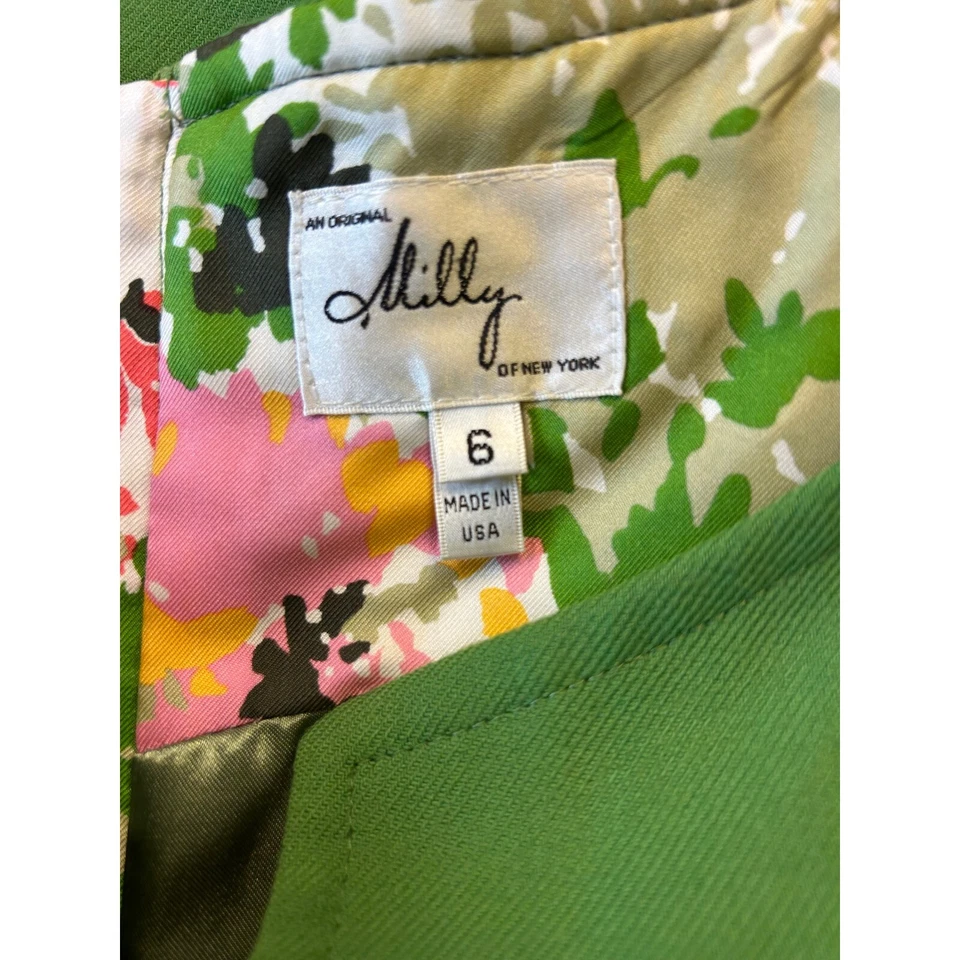 AN ORIGINAL
Milly
OF NEW YORK
6
MADE IN
USA